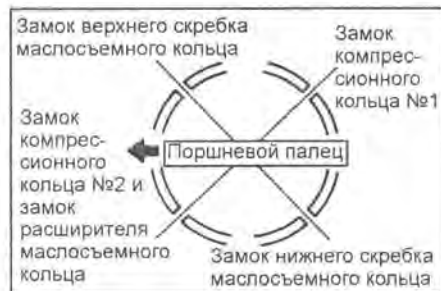 Замок верхнего скребка
маслосъемного кольца
Замок
компрес-
сионного
кольца №1
Замок
компрес-
сионного
кольца №2 и
замок
расширителя
маслосъемного
кольца
Поршневой палец
Замок нижнего скребка
маслосъемного кольца